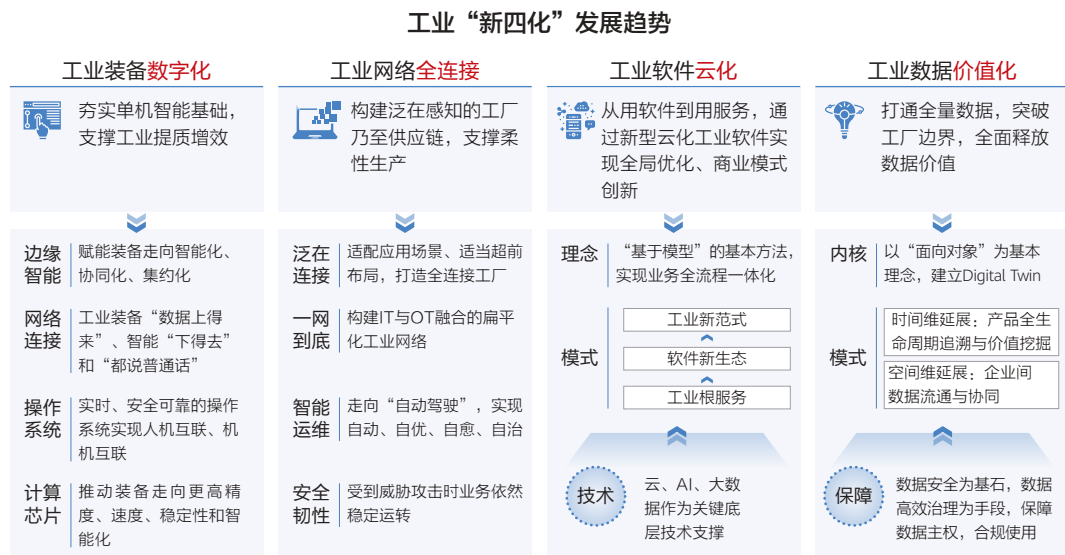 工业“新四化”发展趋势
工业装备数字化
夯实单机智能基础，
支撑工业提质增效
边缘
智能
赋能装备走向智能化、
协同化、集约化
网络
连接
工业装备“数据上得
来”、智能“下得去”
和“都说普通话”
操作
系统
实时、安全可靠的操作
系统实现人机互联、机
机互联
计算
芯片
推动装备走向更高精
度、速度、稳定性和智
能化
工业网络全连接
构建泛在感知的工厂
乃至供应链，支撑柔
性生产
泛在
连接
适配应用场景、适当超前
布局，打造全连接工厂
一网
到底
构建IT与OT融合的扁平
化工业网络
智能
运维
走向“自动驾驶”，实现
自动、自优、自愈、自治
安全
韧性
受到威胁攻击时业务依然
稳定运转
工业软件云化
从用软件到用服务，通
过新型云化工业软件实
现全局优化、商业模式
创新
理念
“基于模型”的基本方法，
实现业务全流程一体化
模式
工业新范式
软件新生态
工业根服务
技术
云、AI、大数
据作为关键底
层技术支撑
工业数据价值化
打通全量数据，突破
工厂边界，全面释放
数据价值
内核
以“面向对象”为基本
理念，建立Digital Twin
模式
时间维延展：产品全生
命周期追溯与价值挖掘
空间维延展：企业间
数据流通与协同
保障
数据安全为基石，数据
高效治理为手段，保障
数据主权，合规使用